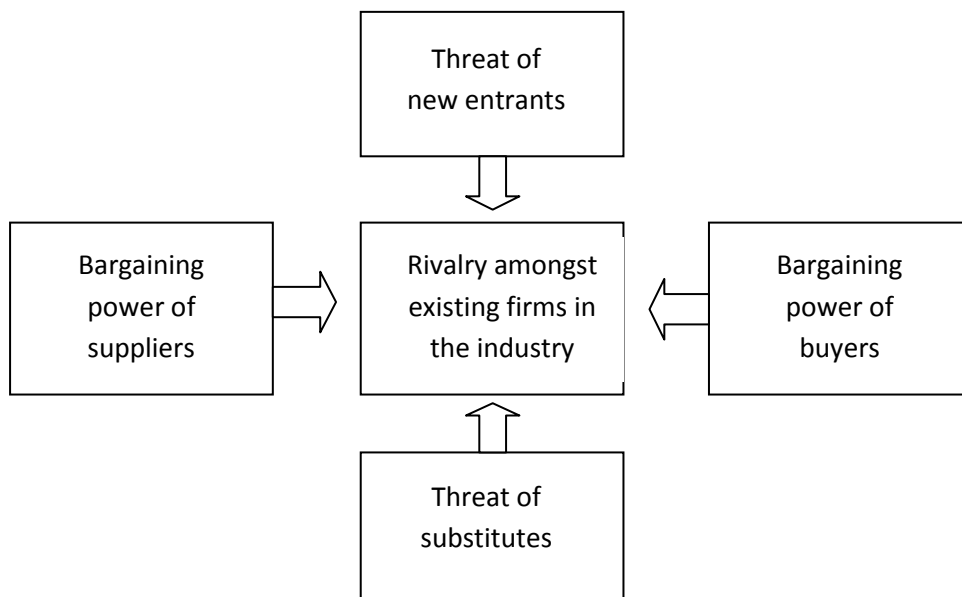 Threat of
new entrants
Bargaining
power of
suppliers
Rivalry amongst
existing firms in
the industry
Bargaining
power of
buyers
Threat of
substitutes